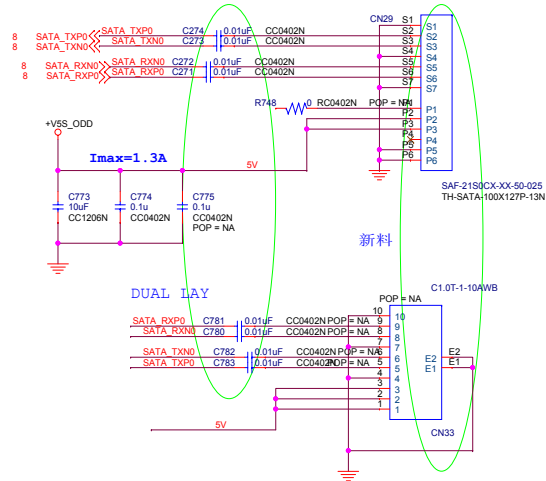 CN29
8 SATA_TXP0 SATA_TXP0 C274 0.01uF CC0402N
8 SATA_TXN0 SATA_TXN0 C273 0.01uF CC0402N
8 SATA_RXN0 SATA_RXN0 C272 0.01uF CC0402N
8 SATA_RXP0 SATA_RXP0 C271 0.01uF CC0402N
S1 S1
S2 S2
S3 S3
S4 S4
S5 S5
S6 S6
S7 S7
R748 0 RC0402N POP = NA
P1 P1
P2 P2
P3 P3
P4 P4
P5 P5
P6 P6
+V5S_ODD
Imax=1.3A
5V
SAF-21S0CX-XX-50-025
TH-SATA-100X127P-13N
C773
10uF
CC1206N
C774
0.1u
CC0402N
C775
0.1u
CC0402N
POP = NA
新料
DUAL LAY
C1.0T-1-10AWB
POP = NA
SATA_RXP0 C781 0.01uF CC0402N POP = NA
SATA_RXN0 C780 0.01uF CC0402N POP = NA
SATA_TXN0 C782 0.01uF CC0402N POP = NA
SATA_TXP0 C783 0.01uF CC0402N POP = NA
10 10
9 9
8 8
7 7
6 6
5 5
4 4
3 3
2 2
1 1
E2 E2
E1 E1
5V
CN33